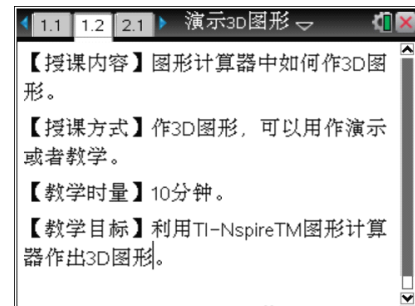 1.1 1.2 2.1 演示3D图形
【授课内容】图形计算器中如何作3D图
形。
【授课方式】作3D图形，可以用作演示
或者教学。
【教学时量】10分钟。
【教学目标】利用TI-NspireTM图形计算
器作出3D图形。